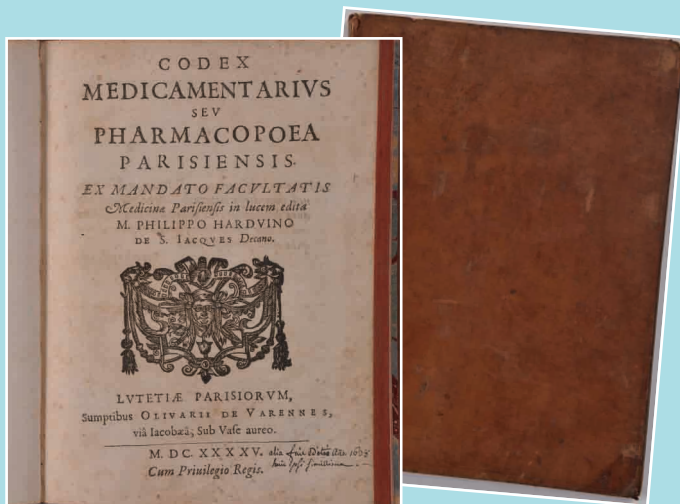 CODEX
MEDICAMENTARIVS
SEV
PHARMACOPOEA
PARISIENSIS.
EX MANDATO FACVLTATIS
Medicinæ Parisiensis in lucem edita
M. PHILIPPO HARDVINO
DE S. IACQVES Decano.
LVTETIÆ PARISIORVM,
Sumptibus OLIVARII DE VARENNES,
viâ Iacobæâ, Sub Vase aureo.
M. DC. XXXXV.
Cum Priuilegio Regis.